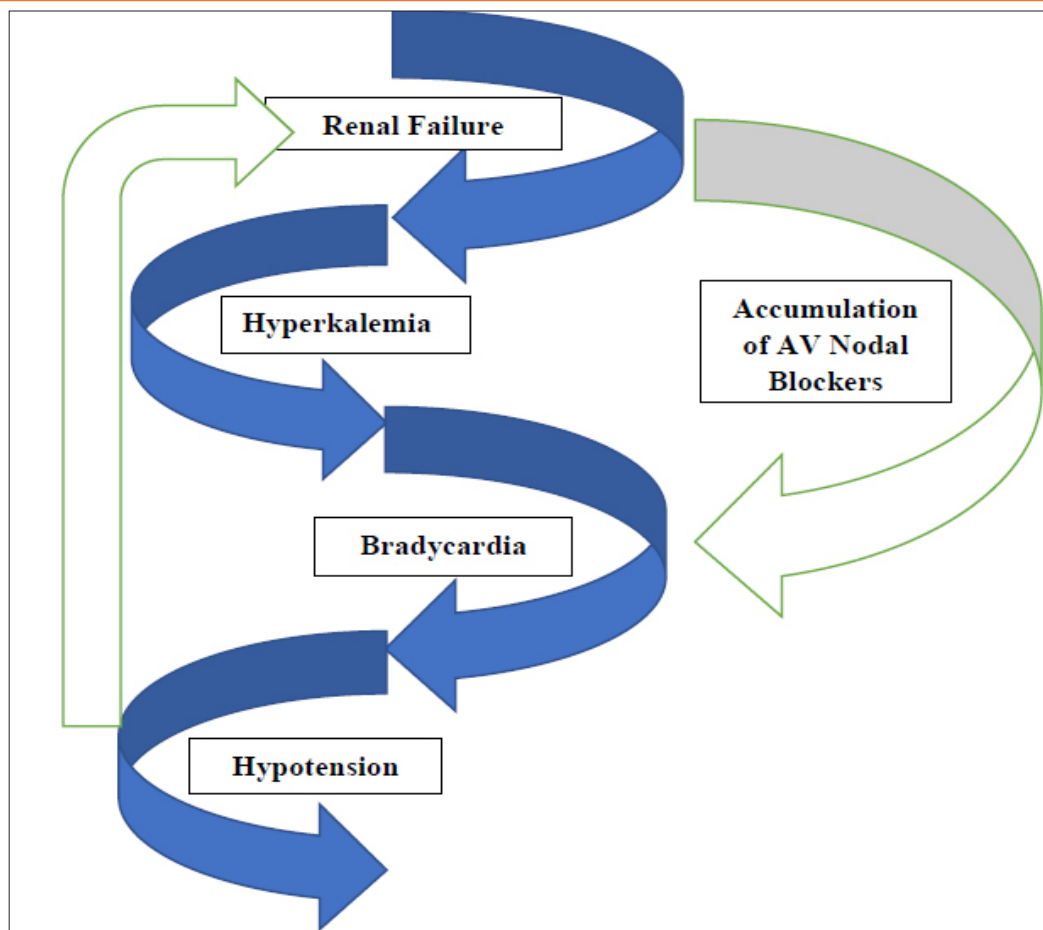 Renal Failure
Hyperkalemia
Accumulation
of AV Nodal
Blockers
Bradycardia
Hypotension